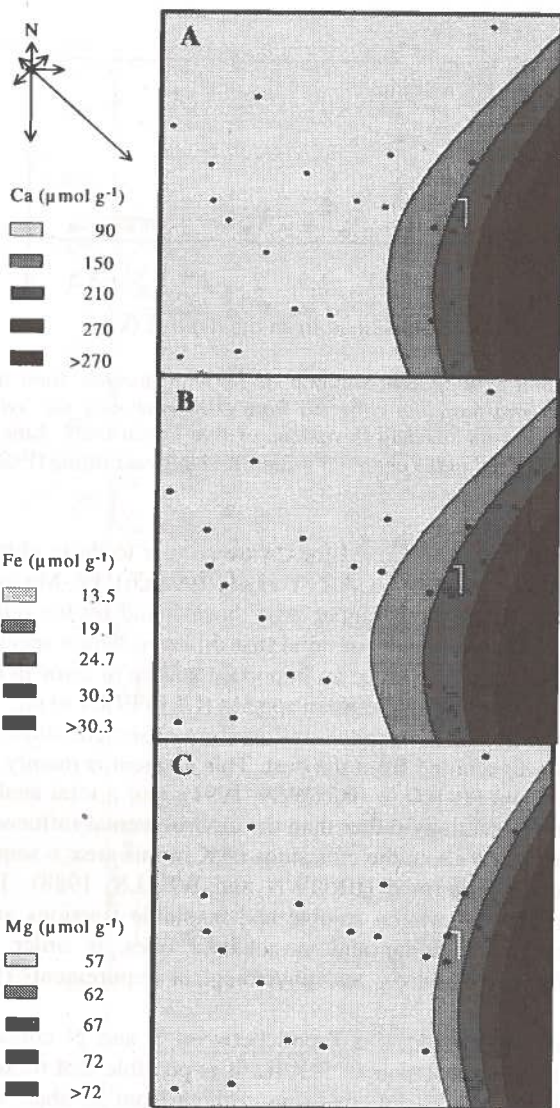 N
A
Ca (µmol g⁻¹)
90
150
210
270
>270
B
Fe (µmol g⁻¹)
13.5
19.1
24.7
30.3
>30.3
C
Mg (µmol g⁻¹)
57
62
67
72
>72